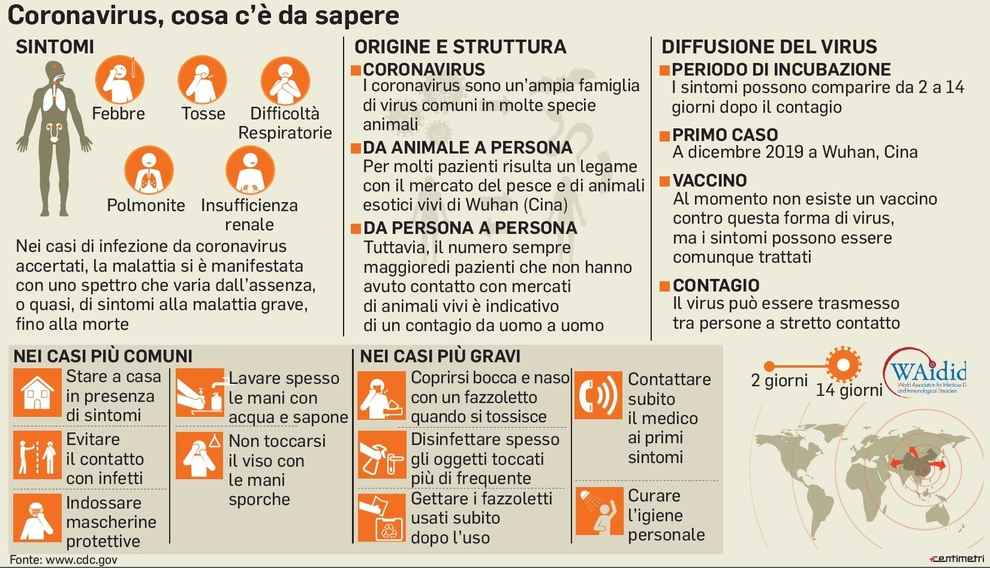 Coronavirus, cosa c'è da sapere
SINTOMI
Febbre
Tosse
Difficoltà
Respiratorie
Polmonite
Insufficienza
renale
Nei casi di infezione da coronavirus
accertati, la malattia si è manifestata
con uno spettro che varia dall'assenza,
o quasi, di sintomi alla malattia grave,
fino alla morte
ORIGINE E STRUTTURA
CORONAVIRUS
I coronavirus sono un'ampia famiglia
di virus comuni in molte specie
animali
DA ANIMALE A PERSONA
Per molti pazienti risulta un legame
con il mercato del pesce e di animali
esotici vivi di Wuhan (Cina)
DA PERSONA A PERSONA
Tuttavia, il numero sempre
maggioredi pazienti che non hanno
avuto contatto con mercati
di animali vivi è indicativo
di un contagio da uomo a uomo
DIFFUSIONE DEL VIRUS
PERIODO DI INCUBAZIONE
I sintomi possono comparire da 2 a 14
giorni dopo il contagio
PRIMO CASO
A dicembre 2019 a Wuhan, Cina
VACCINO
Al momento non esiste un vaccino
contro questa forma di virus,
ma i sintomi possono essere
comunque trattati
CONTAGIO
Il virus può essere trasmesso
tra persone a stretto contatto
NEI CASI PIÙ COMUNI
Stare a casa
in presenza
di sintomi
Evitare
il contatto
con infetti
Indossare
mascherine
protettive
Lavare spesso
le mani con
acqua e sapone
Non toccarsi
il viso con
le mani
sporche
NEI CASI PIÙ GRAVI
Coprirsi bocca e naso
con un fazzoletto
quando si tossisce
Disinfettare spesso
gli oggetti toccati
più di frequente
Gettare i fazzoletti
usati subito
dopo l'uso
Contattare
subito
il medico
ai primi
sintomi
Curare
l'igiene
personale
2 giorni
14 giorni
WAidid
World Association for Infectious D
and Immunological Disorders
Fonte: www.cdc.gov
centimetri